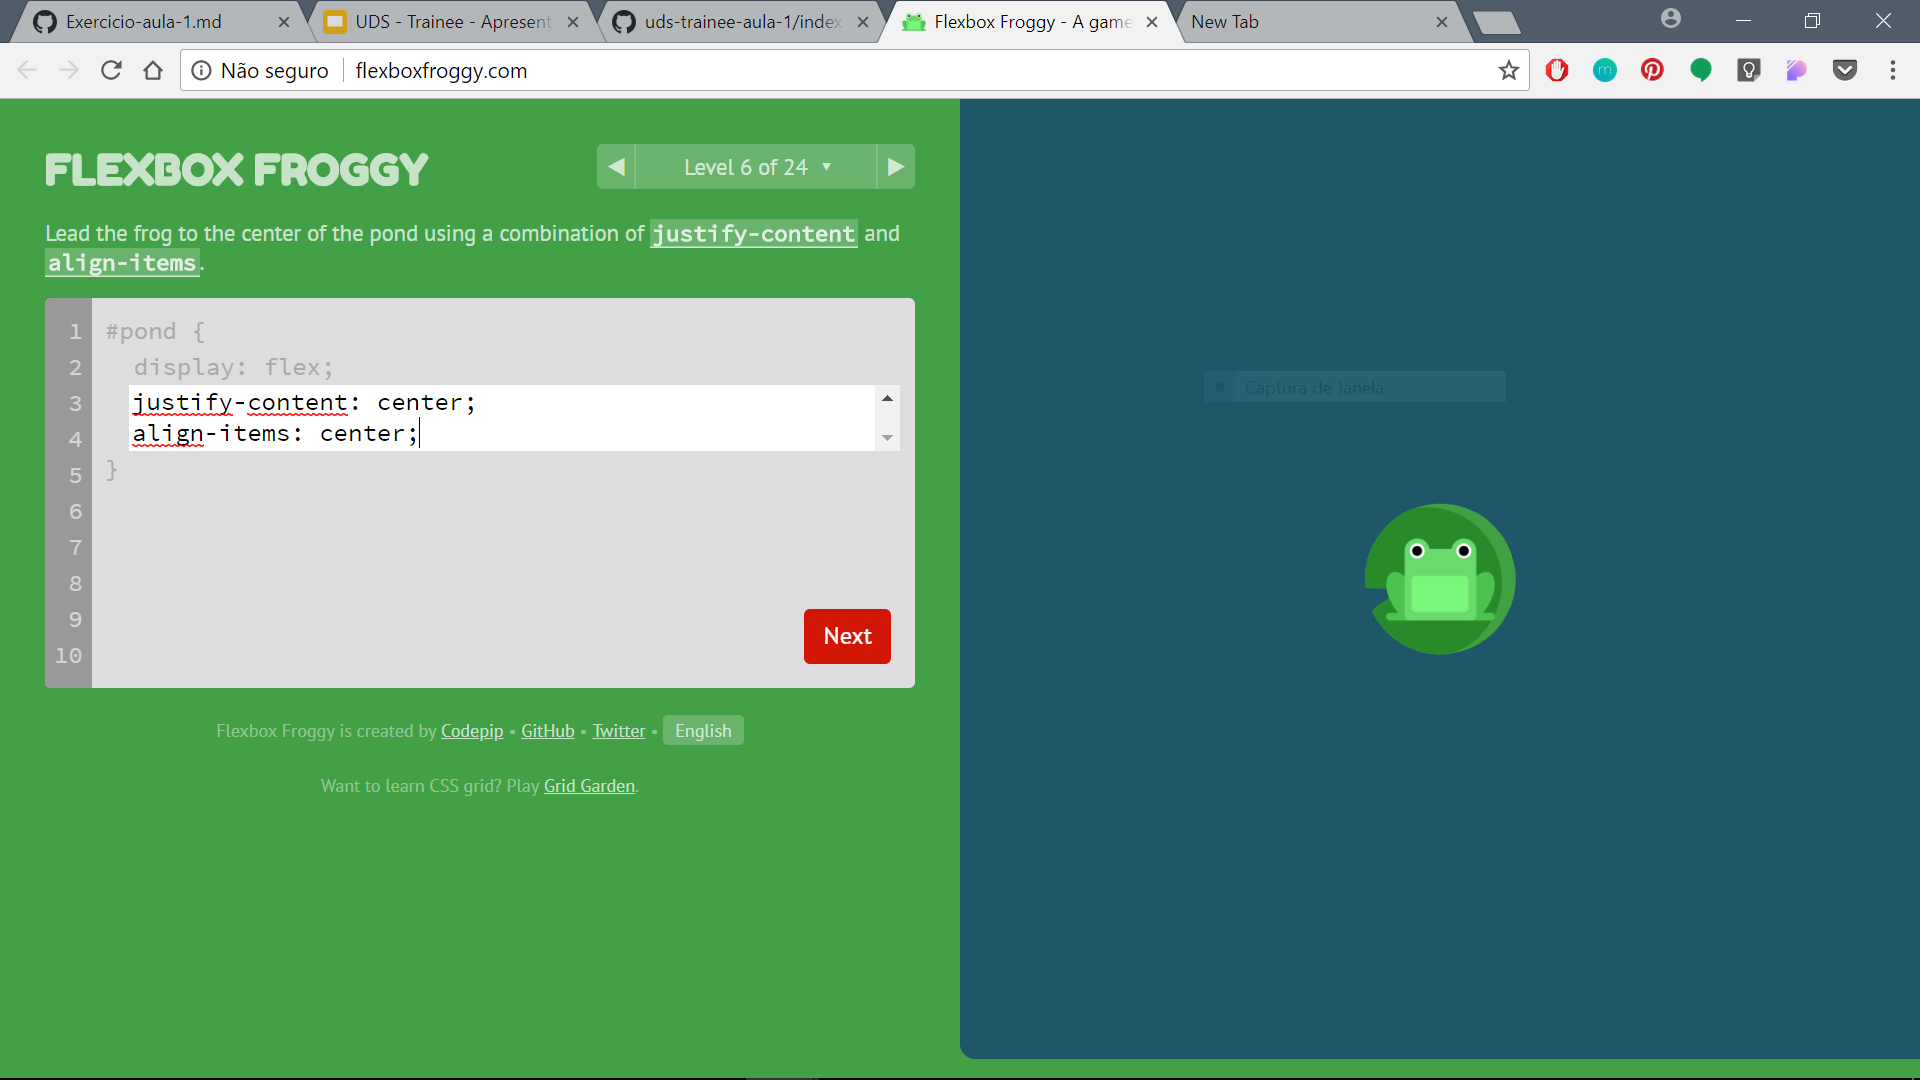 Exercicio-aula-1.md
UDS - Trainee - Apresent
uds-trainee-aula-1/index
Flexbox Froggy - A game
New Tab
Não seguro
flexboxfroggy.com
FLEXBOX FROGGY
Level 6 of 24
Lead the frog to the center of the pond using a combination of justify-content and
align-items.
1 #pond {
2 display: flex;
3 justify-content: center;
4 align-items: center;
5 }
6
7
8
9
10
Next
Captura de Janela
Flexbox Froggy is created by Codepip • GitHub • Twitter • English
Want to learn CSS grid? Play Grid Garden.